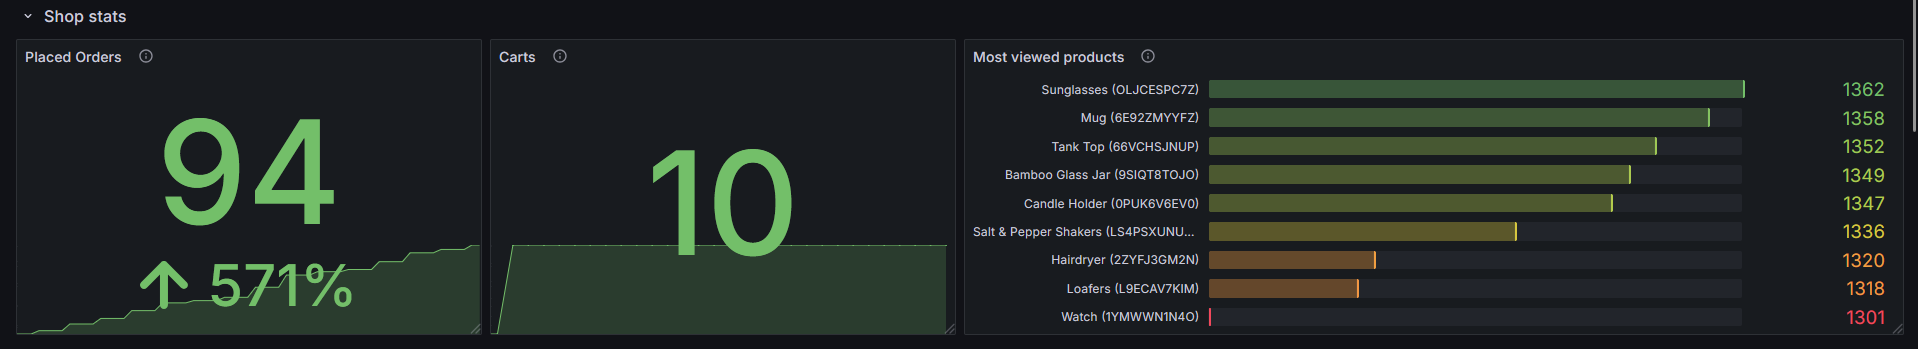 Shop stats
Placed Orders
94
571%
Carts
10
Most viewed products
Sunglasses (OLJCESPC7Z) 1362
Mug (6E92ZMYYFZ) 1358
Tank Top (66VCHSJNUP) 1352
Bamboo Glass Jar (9SIQT8TOJO) 1349
Candle Holder (0PUK6V6EV0) 1347
Salt & Pepper Shakers (LS4PSXUNU... 1336
Hairdryer (2ZYFJ3GM2N) 1320
Loafers (L9ECAV7KIM) 1318
Watch (1YMWWN1N4O) 1301